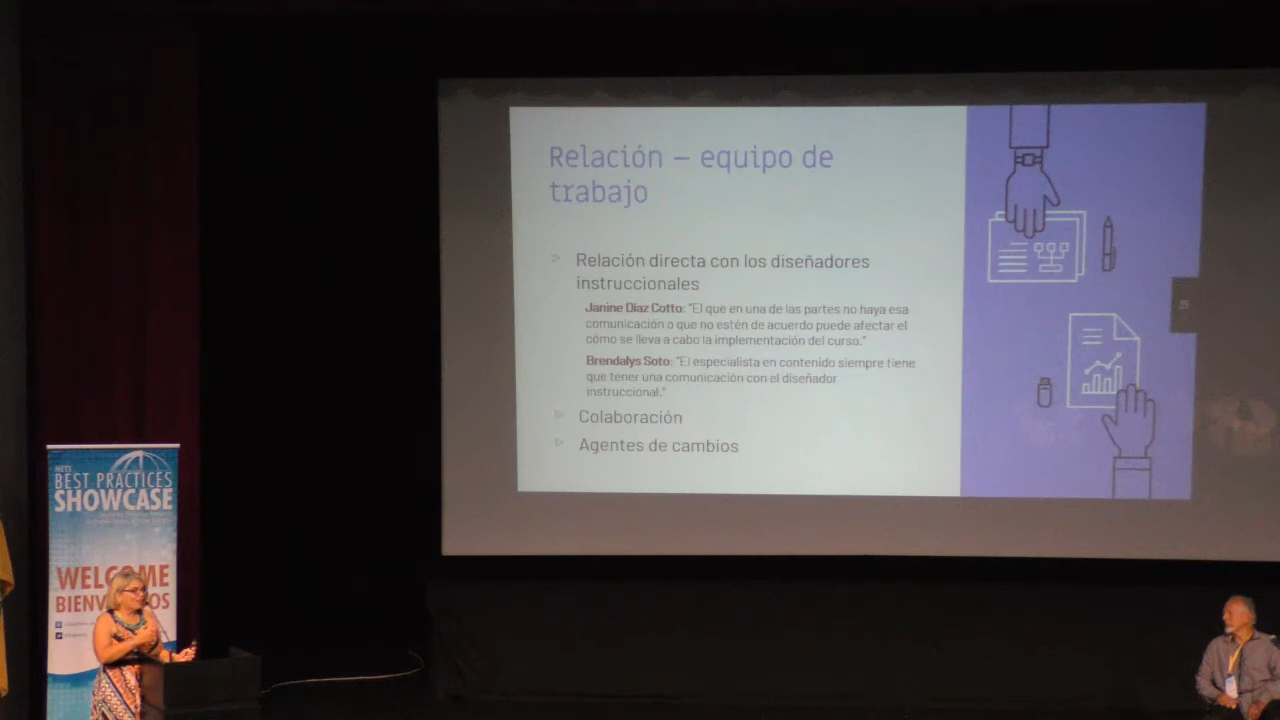 Relación – equipo de
trabajo
Relación directa con los diseñadores
instruccionales
Janine Díaz Cotto: "El que en una de las partes no haya esa
comunicación o que no estén de acuerdo puede afectar el
cómo se lleva a cabo la implementación del curso."
Brendalys Soto: "El especialista en contenido siempre tiene
que tener una comunicación con el diseñador
instruccional."
Colaboración
Agentes de cambios
HETS
BEST PRACTICES
SHOWCASE
WELCOME